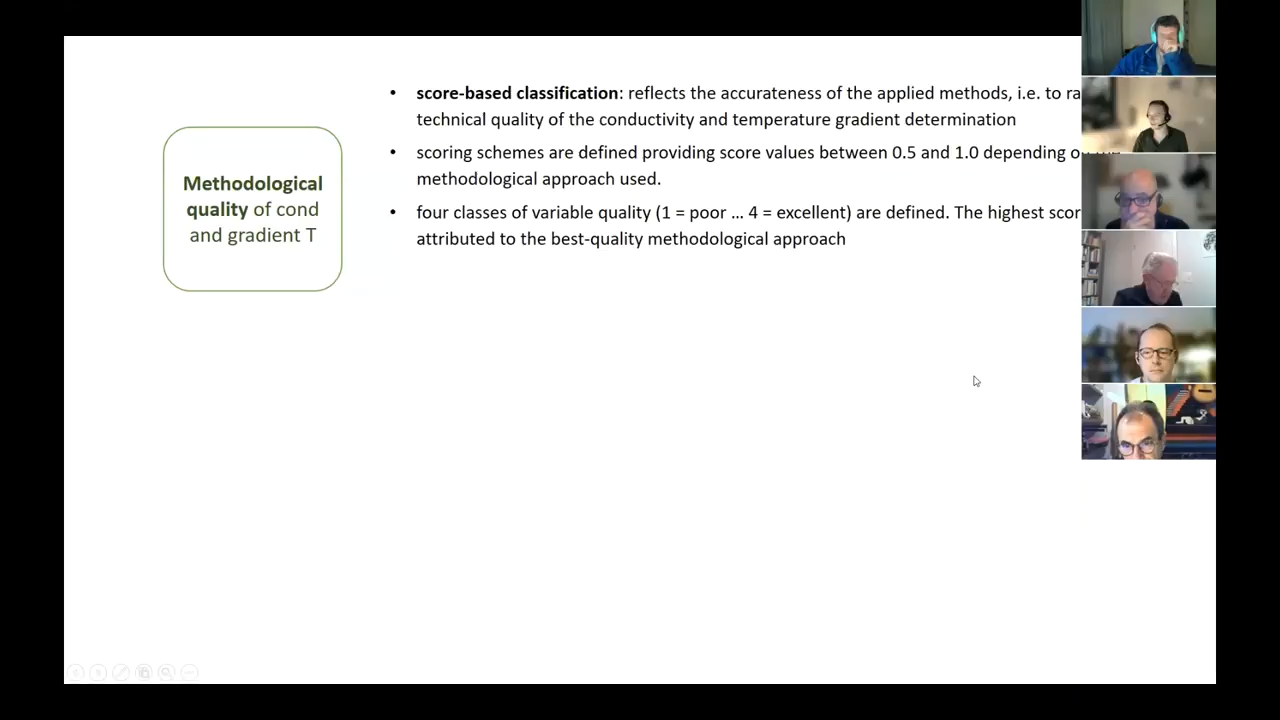 Methodological
quality of cond
and gradient T
• score-based classification: reflects the accurateness of the applied methods, i.e. to
technical quality of the conductivity and temperature gradient determination
• scoring schemes are defined providing score values between 0.5 and 1.0 depending
methodological approach used.
• four classes of variable quality (1 = poor … 4 = excellent) are defined. The highest
attributed to the best-quality methodological approach